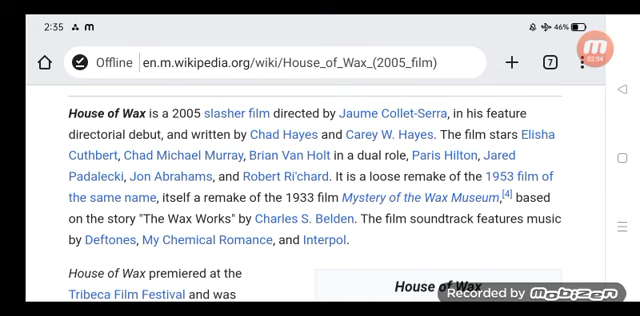 2:35 m 46%
m
02:04
Offline en.m.wikipedia.org/wiki/House_of_Wax_(2005_film) 7
House of Wax is a 2005 slasher film directed by Jaume Collet-Serra, in his feature
directorial debut, and written by Chad Hayes and Carey W. Hayes. The film stars Elisha
Cuthbert, Chad Michael Murray, Brian Van Holt in a dual role, Paris Hilton, Jared
Padalecki, Jon Abrahams, and Robert Ri'chard. It is a loose remake of the 1953 film of
the same name, itself a remake of the 1933 film Mystery of the Wax Museum,[4] based
on the story "The Wax Works" by Charles S. Belden. The film soundtrack features music
by Deftones, My Chemical Romance, and Interpol.
House of Wax premiered at the
Tribeca Film Festival and was
House of Wax
Recorded by Mobizen